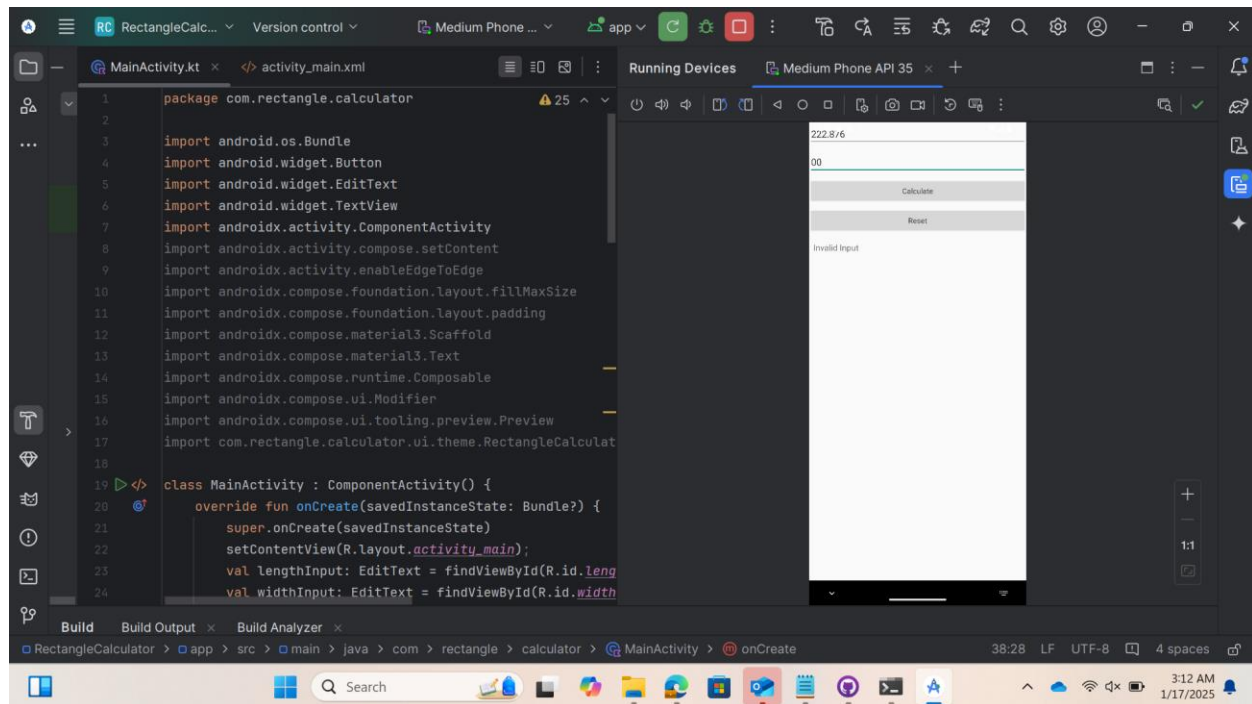 RC RectangleCalc... Version control Medium Phone ... app
MainActivity.kt activity_main.xml
Running Devices Medium Phone API 35
1 package com.rectangle.calculator 25
2
3 import android.os.Bundle
4 import android.widget.Button
5 import android.widget.EditText
6 import android.widget.TextView
7 import androidx.activity.ComponentActivity
8 import androidx.activity.compose.setContent
9 import androidx.activity.enableEdgeToEdge
10 import androidx.compose.foundation.layout.fillMaxSize
11 import androidx.compose.foundation.layout.padding
12 import androidx.compose.material3.Scaffold
13 import androidx.compose.material3.Text
14 import androidx.compose.runtime.Composable
15 import androidx.compose.ui.Modifier
16 import androidx.compose.ui.tooling.preview.Preview
17 import com.rectangle.calculator.ui.theme.RectangleCalculat
18
19 class MainActivity : ComponentActivity() {
20 override fun onCreate(savedInstanceState: Bundle?) {
21 super.onCreate(savedInstanceState)
22 setContentView(R.layout.activity_main);
23 val lengthInput: EditText = findViewById(R.id.leng
24 val widthInput: EditText = findViewById(R.id.width
222.876
00
Calculate
Reset
Invalid Input
1:1
Build Build Output Build Analyzer
RectangleCalculator > app > src > main > java > com > rectangle > calculator > MainActivity > onCreate 38:28 LF UTF-8 4 spaces
Search
3:12 AM
1/17/2025